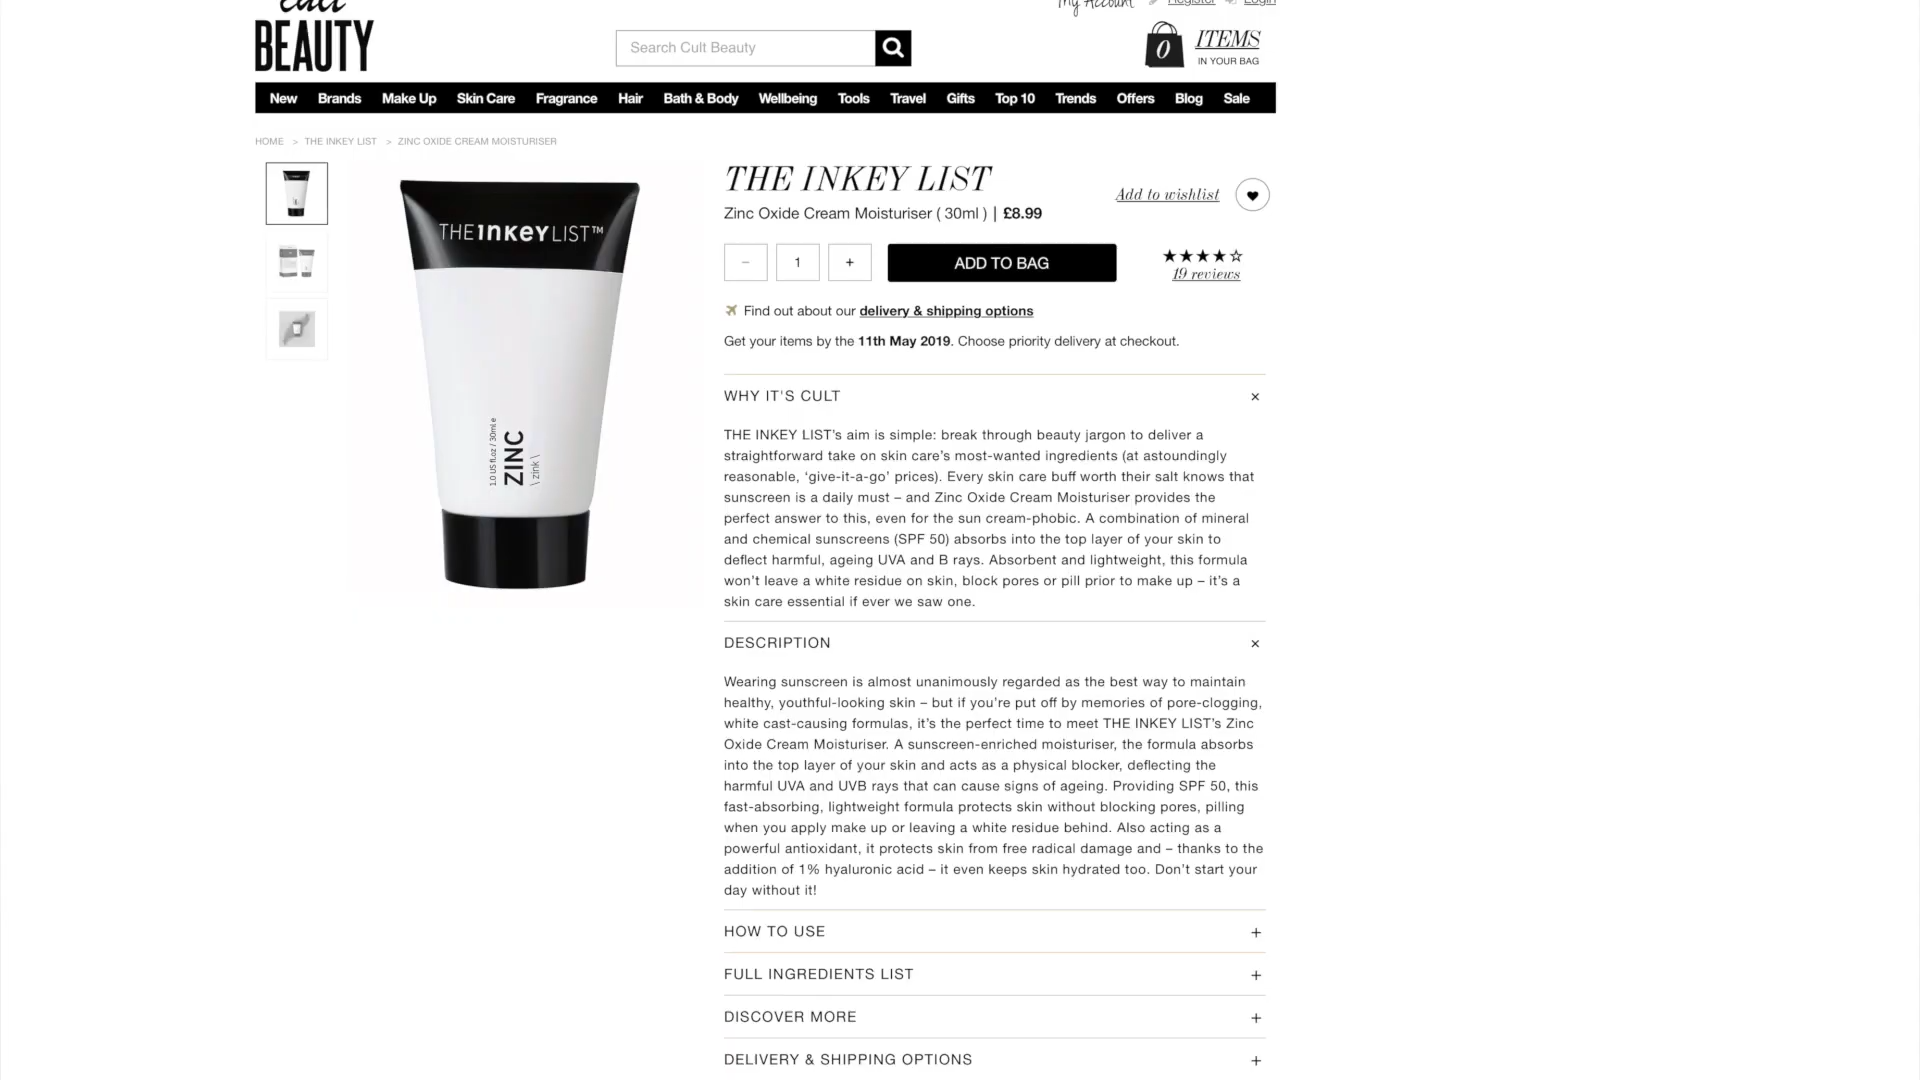 Cult
BEAUTY
My Account
Register
Login
Search Cult Beauty
0
ITEMS
IN YOUR BAG
New Brands Make Up Skin Care Fragrance Hair Bath & Body Wellbeing Tools Travel Gifts Top 10 Trends Offers Blog Sale
HOME > THE INKEY LIST > ZINC OXIDE CREAM MOISTURISER
THE INKEY LIST™
1.0 US fl.oz / 30ml e
ZINC
\ zink \
THE INKEY LIST
Zinc Oxide Cream Moisturiser ( 30ml ) | £8.99
Add to wishlist
− 1 +
ADD TO BAG
★★★★☆
19 reviews
Find out about our delivery & shipping options
Get your items by the 11th May 2019. Choose priority delivery at checkout.
WHY IT'S CULT ×
THE INKEY LIST’s aim is simple: break through beauty jargon to deliver a
straightforward take on skin care’s most-wanted ingredients (at astoundingly
reasonable, ‘give-it-a-go’ prices). Every skin care buff worth their salt knows that
sunscreen is a daily must – and Zinc Oxide Cream Moisturiser provides the
perfect answer to this, even for the sun cream-phobic. A combination of mineral
and chemical sunscreens (SPF 50) absorbs into the top layer of your skin to
deflect harmful, ageing UVA and B rays. Absorbent and lightweight, this formula
won’t leave a white residue on skin, block pores or pill prior to make up – it’s a
skin care essential if ever we saw one.
DESCRIPTION ×
Wearing sunscreen is almost unanimously regarded as the best way to maintain
healthy, youthful-looking skin – but if you’re put off by memories of pore-clogging,
white cast-causing formulas, it’s the perfect time to meet THE INKEY LIST’s Zinc
Oxide Cream Moisturiser. A sunscreen-enriched moisturiser, the formula absorbs
into the top layer of your skin and acts as a physical blocker, deflecting the
harmful UVA and UVB rays that can cause signs of ageing. Providing SPF 50, this
fast-absorbing, lightweight formula protects skin without blocking pores, pilling
when you apply make up or leaving a white residue behind. Also acting as a
powerful antioxidant, it protects skin from free radical damage and – thanks to the
addition of 1% hyaluronic acid – it even keeps skin hydrated too. Don’t start your
day without it!
HOW TO USE +
FULL INGREDIENTS LIST +
DISCOVER MORE +
DELIVERY & SHIPPING OPTIONS +